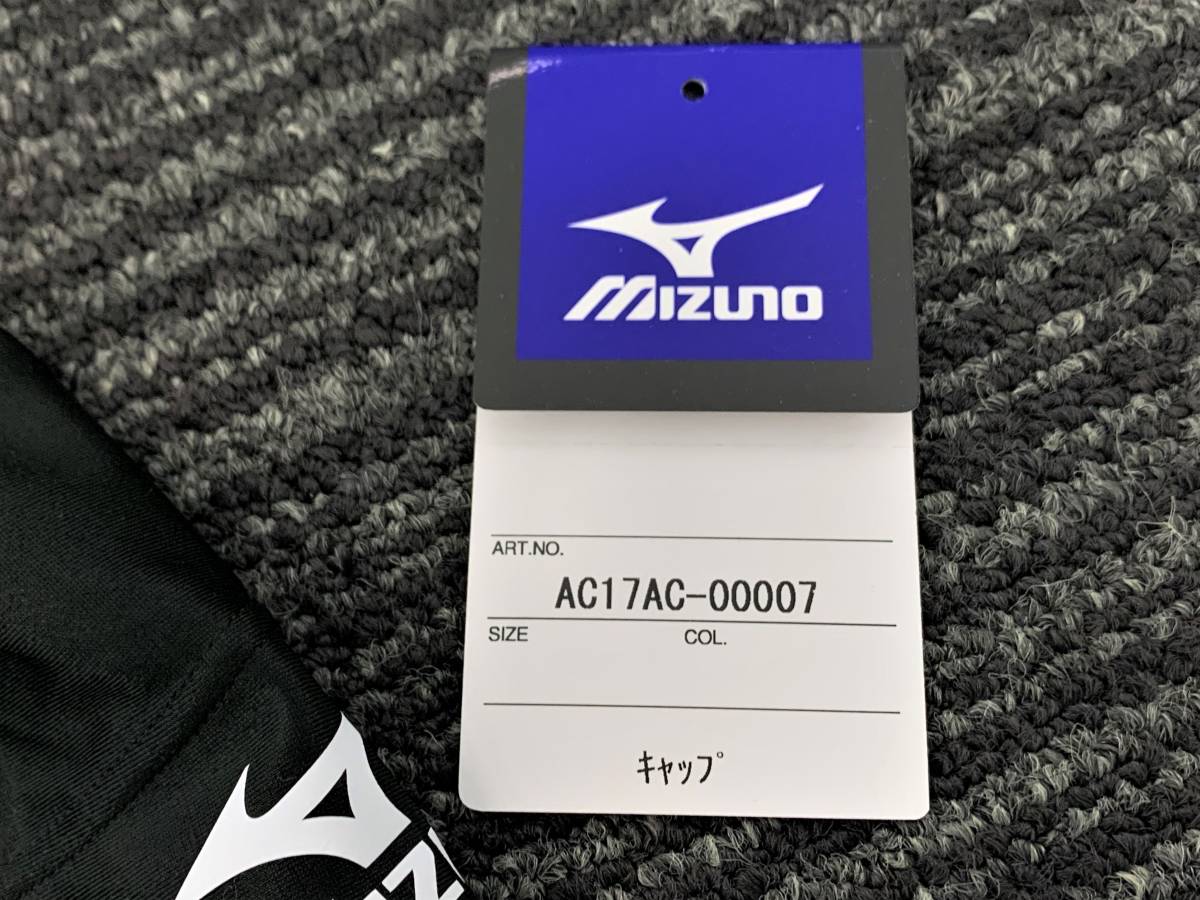 MIZUNO
ART.NO.
AC17AC-00007
SIZE COL.
キャップ